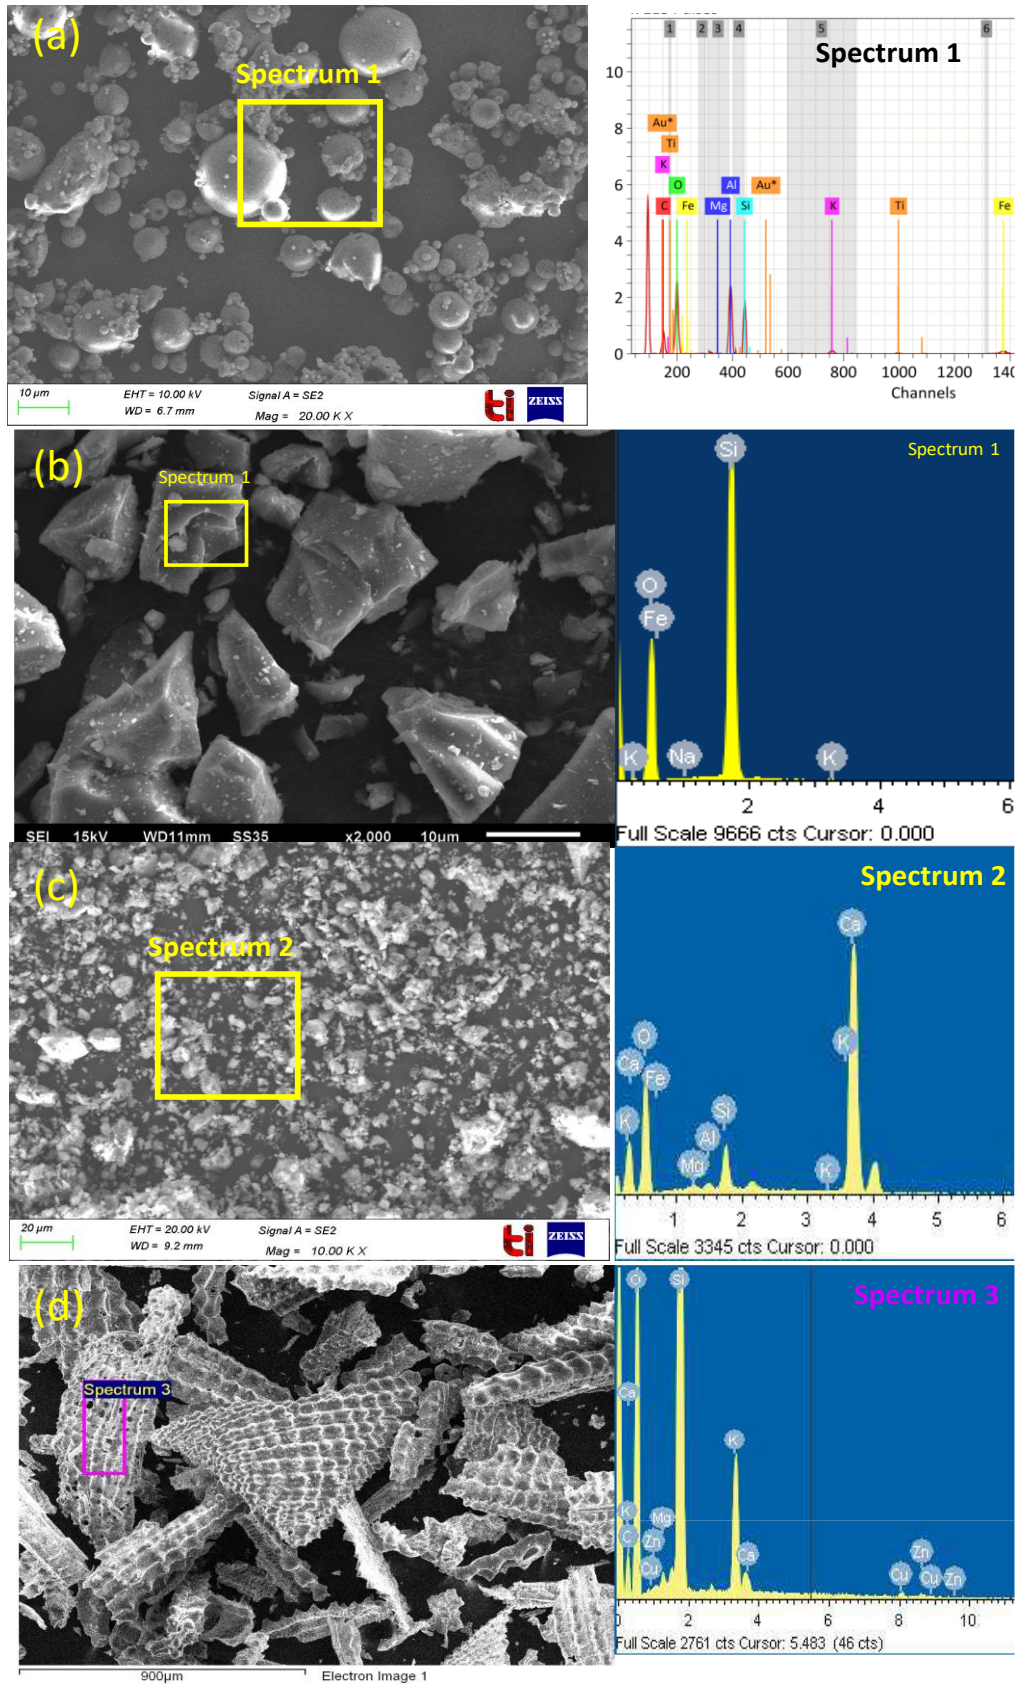 (a)
Spectrum 1
10 µm
EHT = 10.00 kV
WD = 6.7 mm
Signal A = SE2
Mag = 20.00 K X
ti
ZEISS
1 2 3 4 5 6
Spectrum 1
10
8
6
4
2
0
Au*
Ti
K
O
Al
Au*
C
Fe
Mg
Si
K
Ti
Fe
200 400 600 800 1000 1200 140
Channels
(b)
Spectrum 1
SEI 15kV WD11mm SS35 x2,000 10µm
Spectrum 1
Si
O
Fe
K
Na
K
2 4 6
Full Scale 9666 cts Cursor: 0.000
(c)
Spectrum 2
20 µm
EHT = 20.00 kV
WD = 9.2 mm
Signal A = SE2
Mag = 10.00 K X
ti
ZEISS
Spectrum 2
Ca
O
K
Ca
Fe
Si
K
Al
Mg
K
1 2 3 4 5 6
Full Scale 3345 cts Cursor: 0.000
(d)
Spectrum 3
900µm
Electron Image 1
Spectrum 3
O
Si
Ca
K
K
Mg
C
Zn
Cu
Ca
Zn
Cu
Cu
Zn
0 2 4 6 8 10
Full Scale 2761 cts Cursor: 5.483 (46 cts)